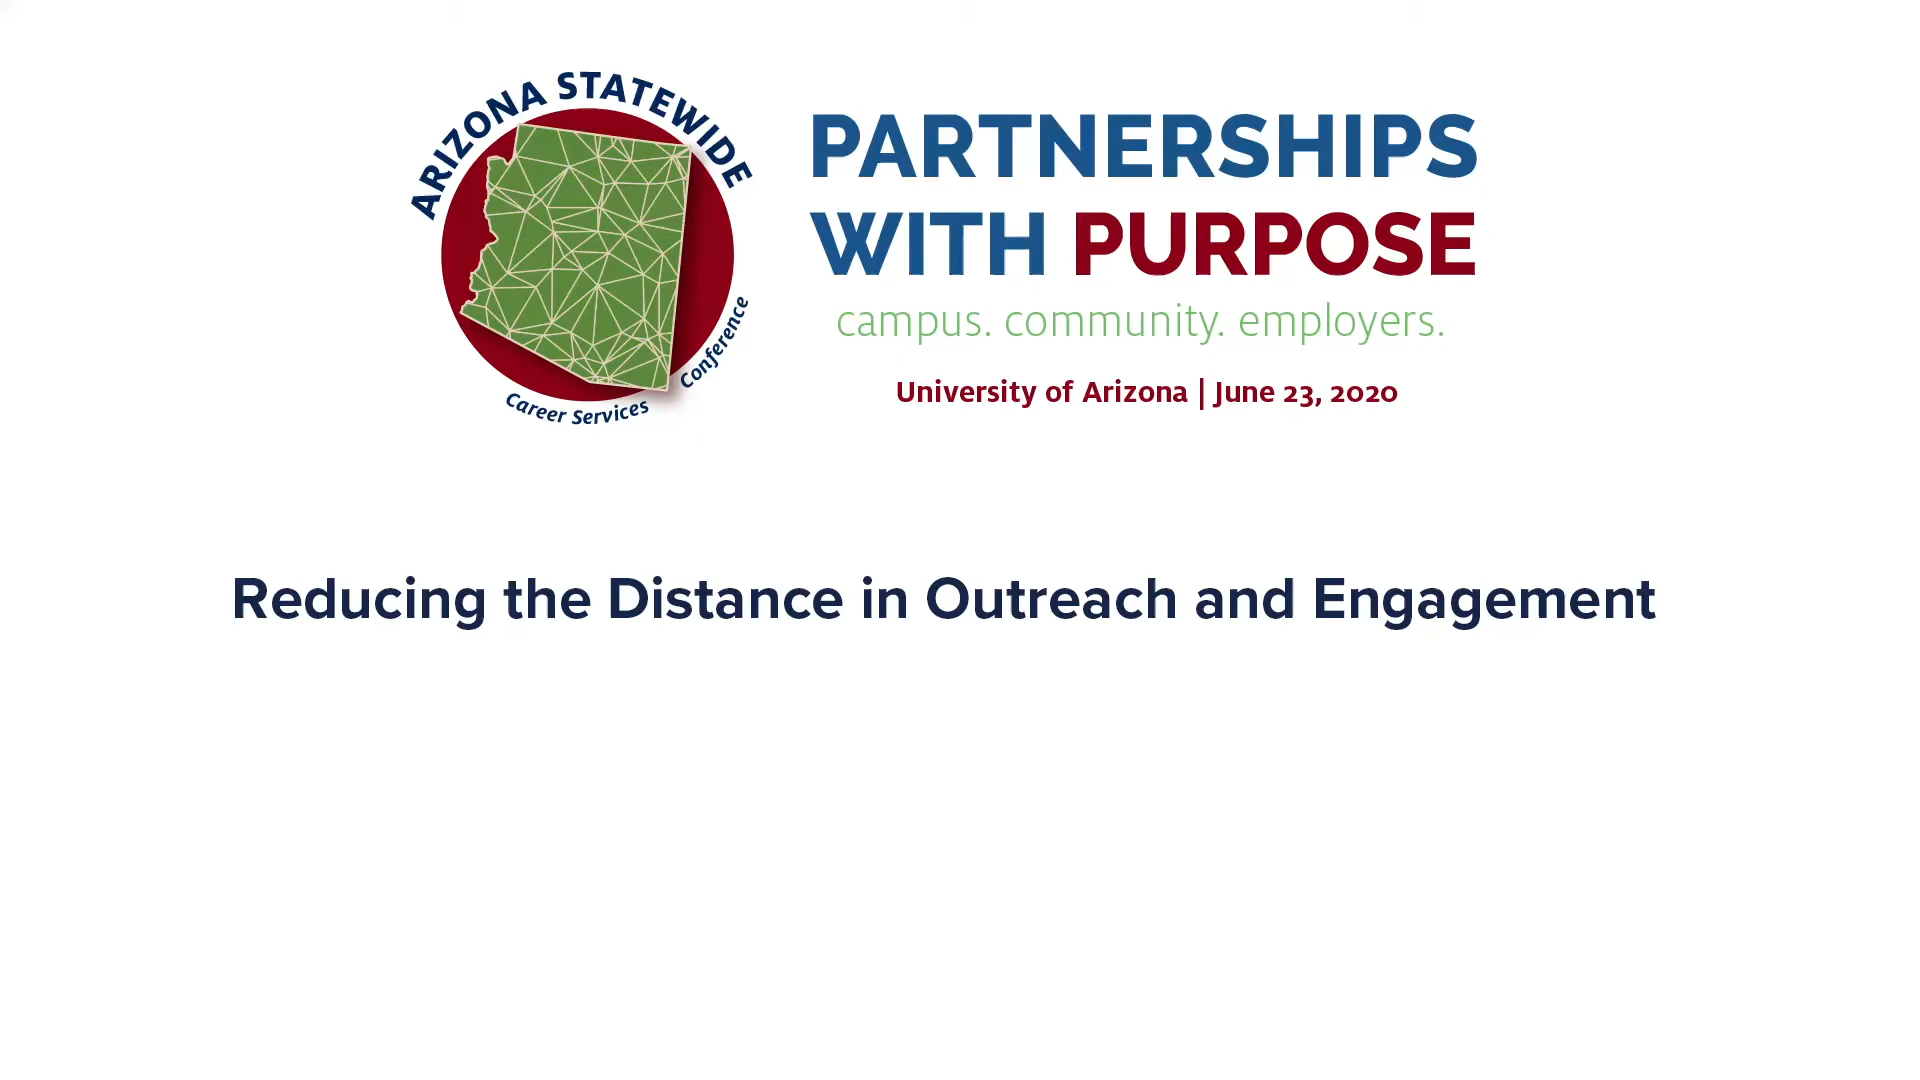 ARIZONA STATEWIDE
Career Services Conference
PARTNERSHIPS
WITH PURPOSE
campus. community. employers.
University of Arizona | June 23, 2020
Reducing the Distance in Outreach and Engagement